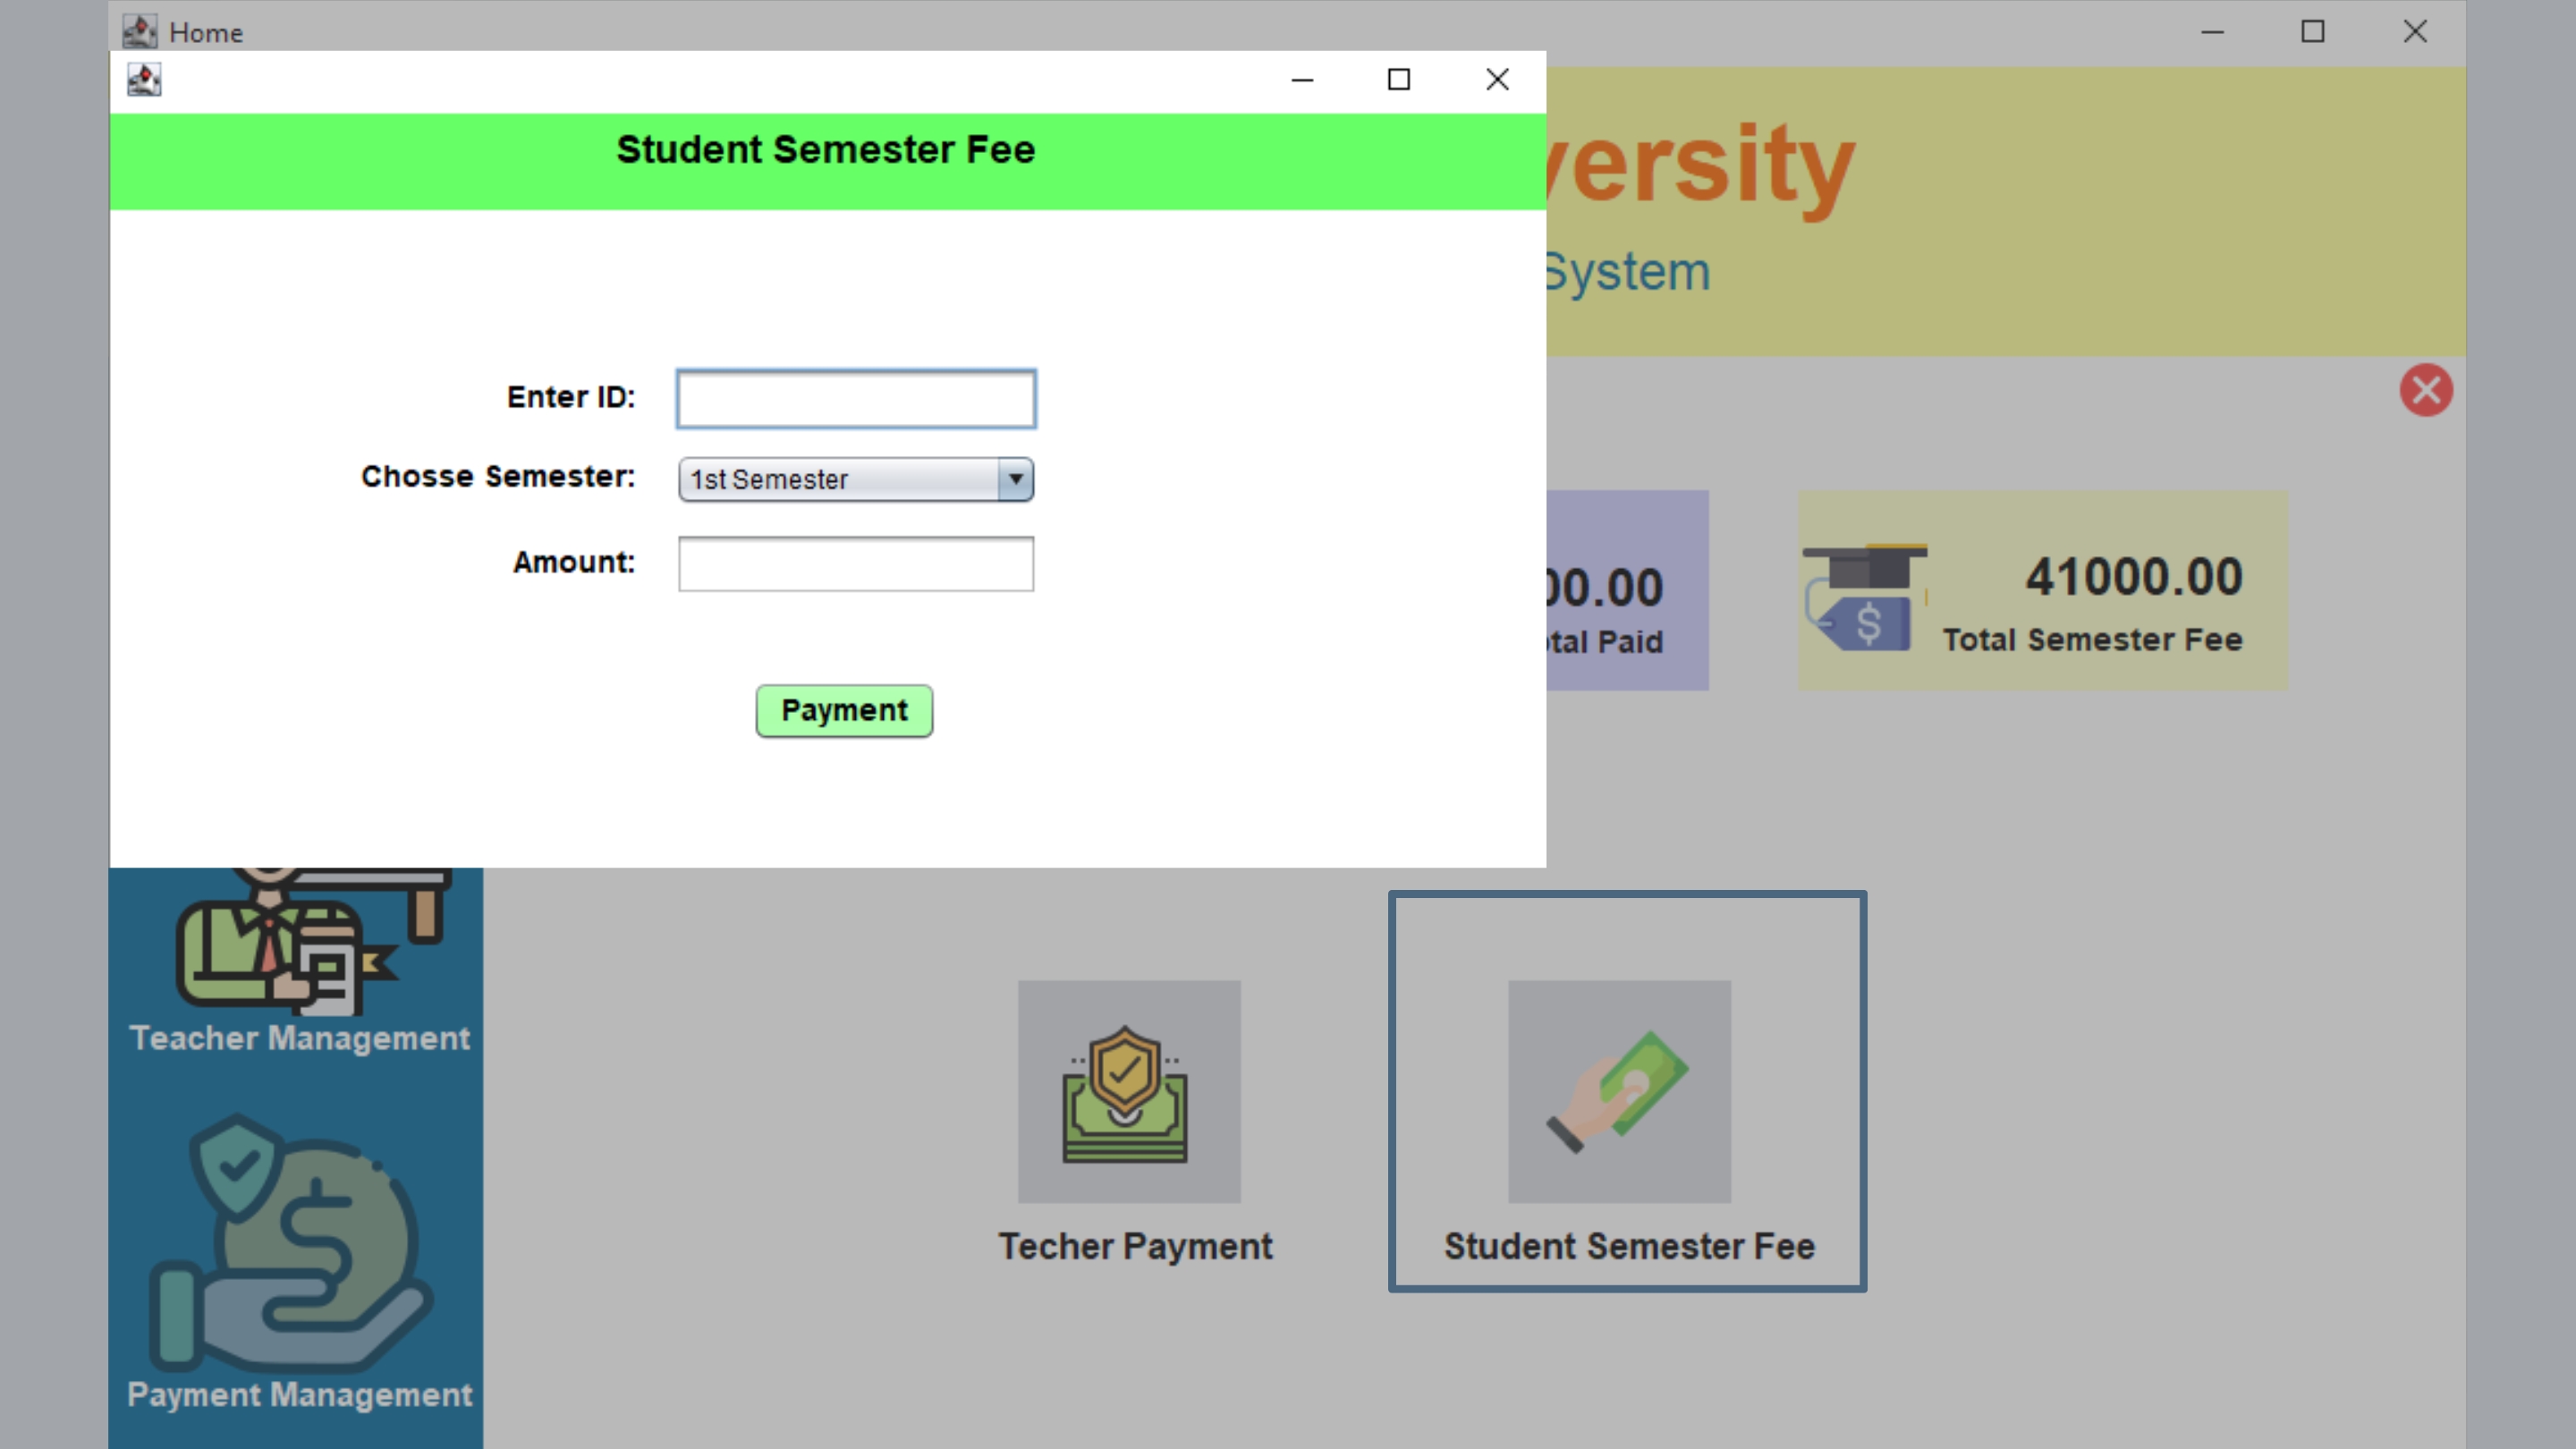 Home
Student Semester Fee
versity
System
Enter ID:
Chosse Semester:
1st Semester
Amount:
Payment
00.00
tal Paid
41000.00
Total Semester Fee
$
Teacher Management
Techer Payment
Student Semester Fee
Payment Management